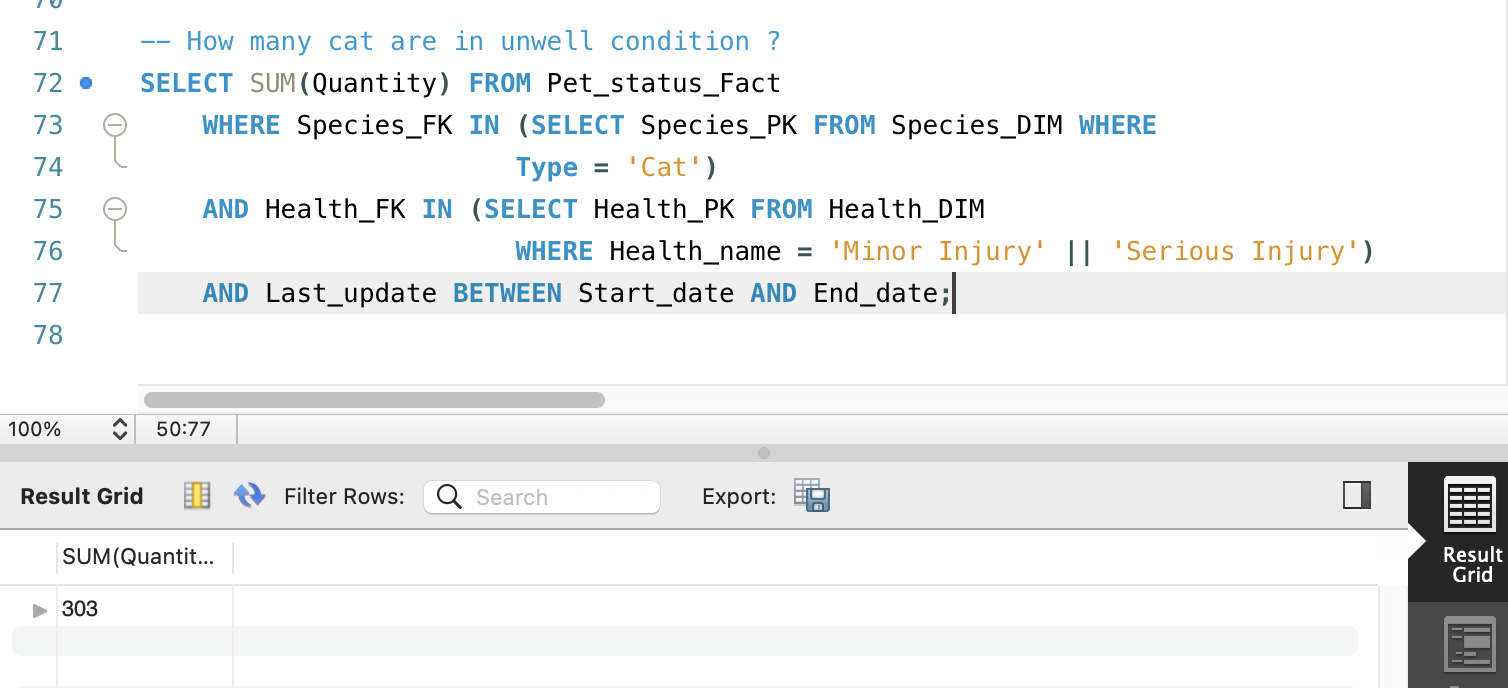 70
71 -- How many cat are in unwell condition ?
72 SELECT SUM(Quantity) FROM Pet_status_Fact
73 WHERE Species_FK IN (SELECT Species_PK FROM Species_DIM WHERE
74 Type = 'Cat')
75 AND Health_FK IN (SELECT Health_PK FROM Health_DIM
76 WHERE Health_name = 'Minor Injury' || 'Serious Injury')
77 AND Last_update BETWEEN Start_date AND End_date;
78
100% 50:77
Result Grid Filter Rows: Search Export:
Result
Grid
SUM(Quantit...
303